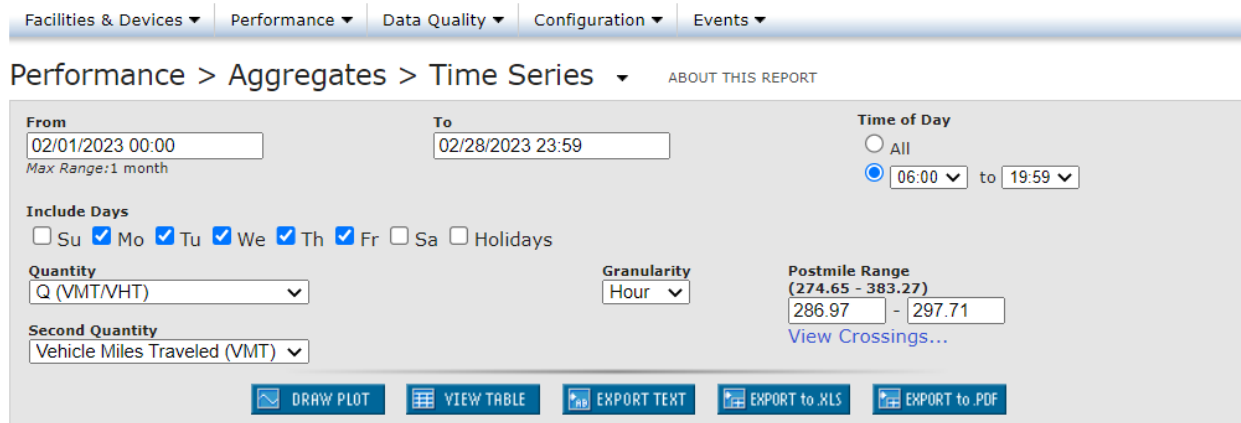 Facilities & Devices ▼ Performance ▼ Data Quality ▼ Configuration ▼ Events ▼
Performance > Aggregates > Time Series ▾ ABOUT THIS REPORT
From To Time of Day
02/01/2023 00:00 02/28/2023 23:59 All
Max Range:1 month 06:00 to 19:59
Include Days
Su Mo Tu We Th Fr Sa Holidays
Quantity Granularity Postmile Range
(274.65 - 383.27)
Q (VMT/VHT) Hour 286.97 - 297.71
Second Quantity View Crossings...
Vehicle Miles Traveled (VMT)
DRAW PLOT VIEW TABLE EXPORT TEXT EXPORT to .XLS EXPORT to .PDF